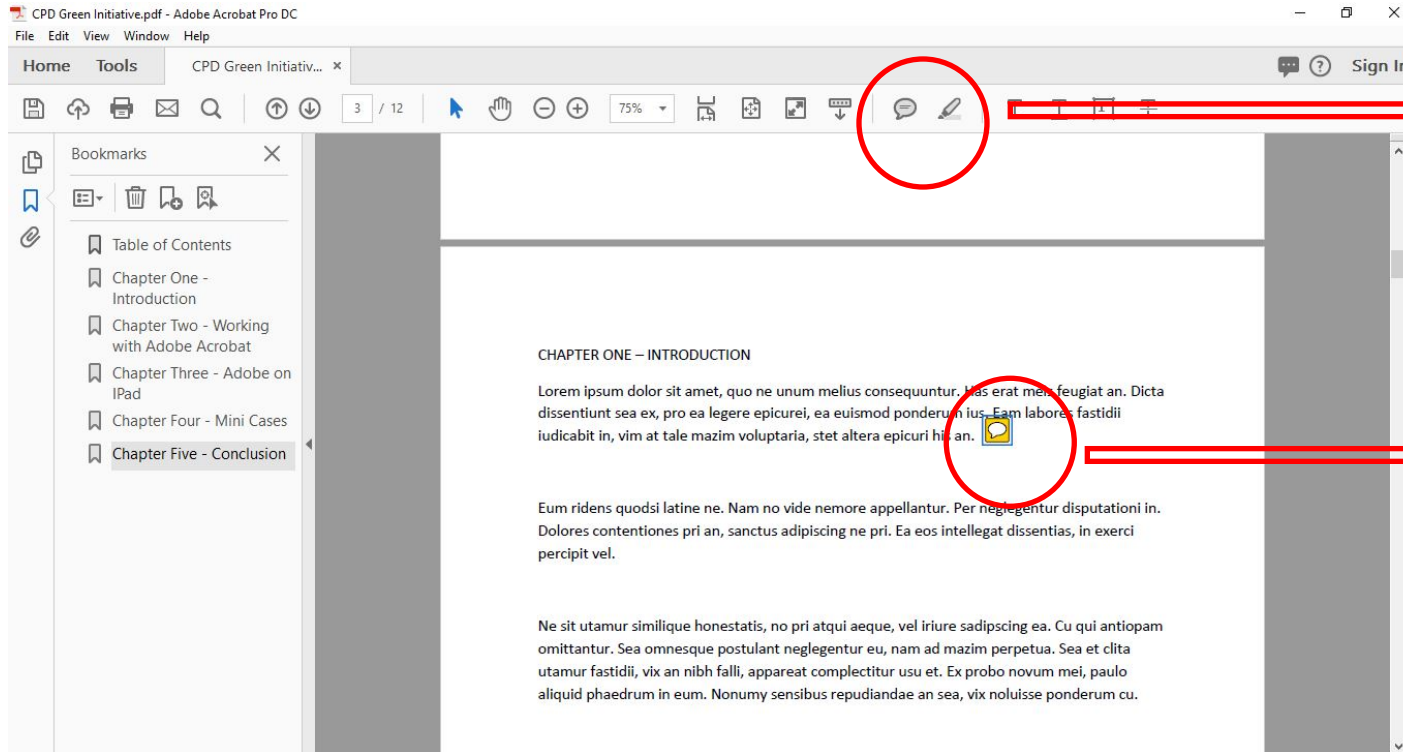 CPD Green Initiative.pdf - Adobe Acrobat Pro DC
File Edit View Window Help
Home Tools CPD Green Initiativ... × ? Sign In
3 / 12 75%
Bookmarks
Table of Contents
Chapter One -
Introduction
Chapter Two - Working
with Adobe Acrobat
Chapter Three - Adobe on
IPad
Chapter Four - Mini Cases
Chapter Five - Conclusion
CHAPTER ONE – INTRODUCTION
Lorem ipsum dolor sit amet, quo ne unum melius consequuntur. Has erat meis feugiat an. Dicta
dissentiunt sea ex, pro ea legere epicurei, ea euismod ponderum ius. Eam labores fastidii
iudicabit in, vim at tale mazim voluptaria, stet altera epicuri his an.
Eum ridens quodsi latine ne. Nam no vide nemore appellantur. Per neglegentur disputationi in.
Dolores contentiones pri an, sanctus adipiscing ne pri. Ea eos intellegat dissentias, in exerci
percipit vel.
Ne sit utamur similique honestatis, no pri atqui aeque, vel iriure sadipscing ea. Cu qui antiopam
omittantur. Sea omnesque postulant neglegentur eu, nam ad mazim perpetua. Sea et clita
utamur fastidii, vix an nibh falli, appareat complectitur usu et. Ex probo novum mei, paulo
aliquid phaedrum in eum. Nonumy sensibus repudiandae an sea, vix noluisse ponderum cu.